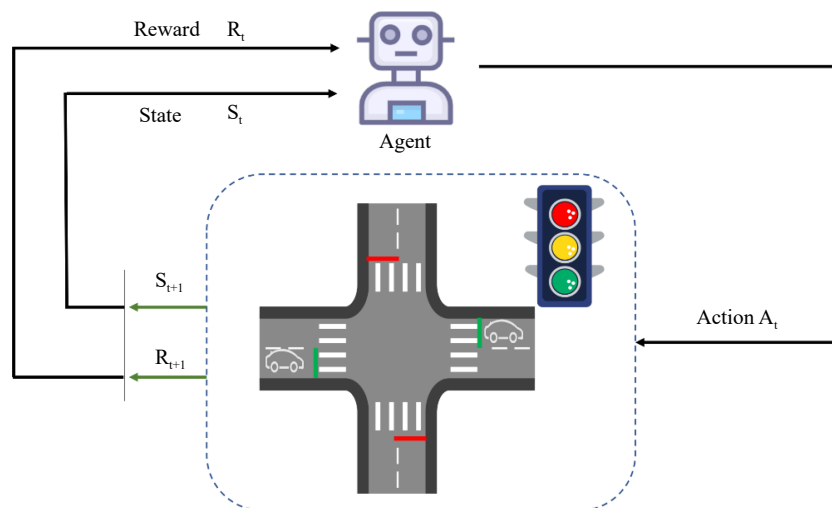 Reward R_t
State S_t
Agent
S_{t+1}
R_{t+1}
Action A_t